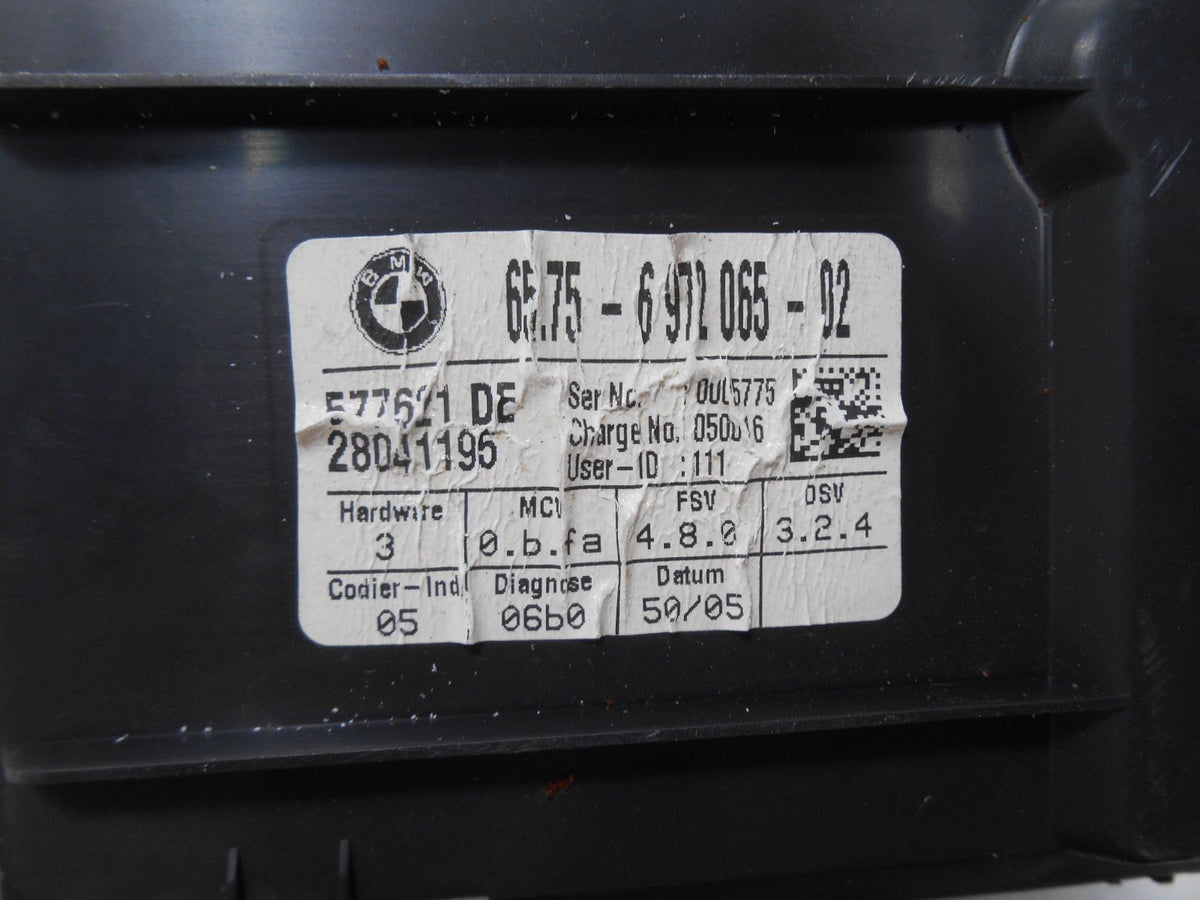 BMW
65.75 - 6 972 065 - 02
577621 DE
28041196
Ser No. : 0005775
Charge No. : 050816
User-ID : 111
Hardware MCV FSV OSV
3 0.b.fa 4.8.0 3.2.4
Codier-Ind Diagnose Datum
05 06b0 50/05